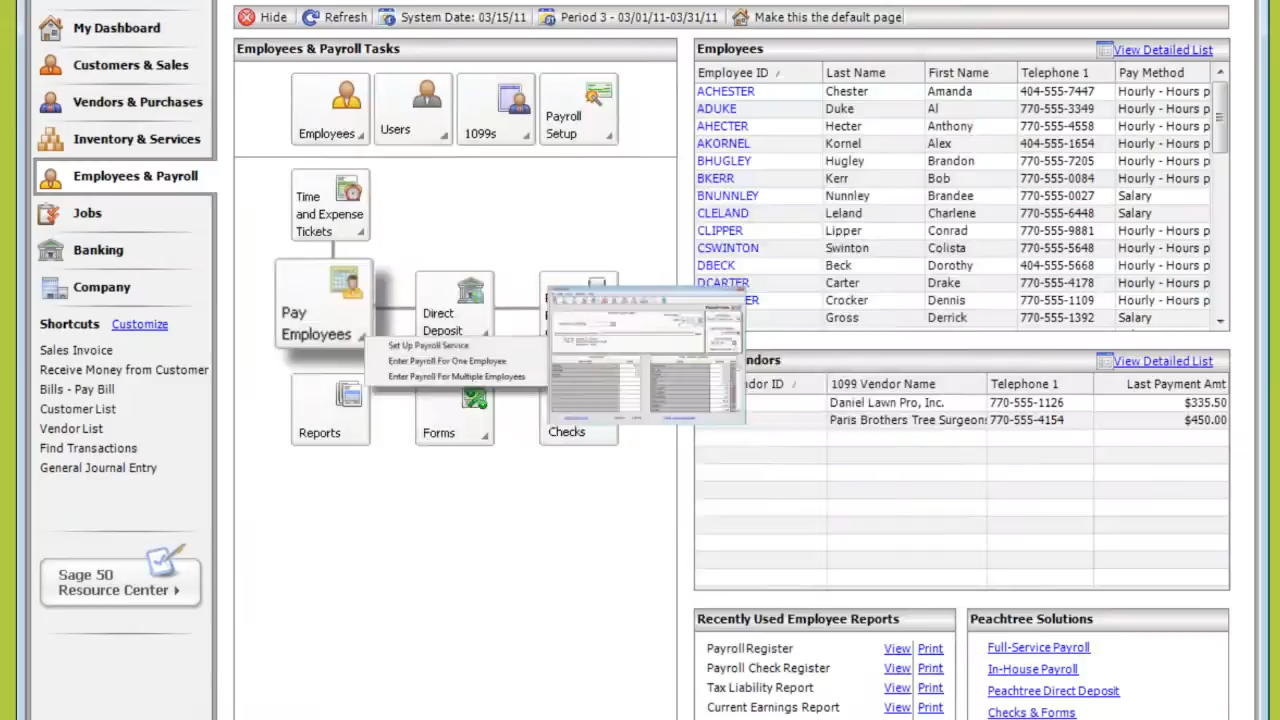 My Dashboard
Customers & Sales
Vendors & Purchases
Inventory & Services
Employees & Payroll
Jobs
Banking
Company
Shortcuts Customize
Sales Invoice
Receive Money from Customer
Bills - Pay Bill
Customer List
Vendor List
Find Transactions
General Journal Entry
Sage 50
Resource Center
Hide Refresh System Date: 03/15/11 Period 3 - 03/01/11-03/31/11 Make this the default page
Employees & Payroll Tasks
Employees
Users
1099s
Payroll
Setup
Time
and Expense
Tickets
Pay
Employees
Direct
Deposit
Set Up Payroll Service
Enter Payroll For One Employee
Enter Payroll For Multiple Employees
Reports
Forms
Checks
Employees View Detailed List
Employee ID Last Name First Name Telephone 1 Pay Method
ACHESTER Chester Amanda 404-555-7447 Hourly - Hours p
ADUKE Duke Al 770-555-3349 Hourly - Hours p
AHECTER Hecter Anthony 770-555-4558 Hourly - Hours p
AKORNEL Kornel Alex 404-555-1654 Hourly - Hours p
BHUGLEY Hugley Brandon 770-555-7205 Hourly - Hours p
BKERR Kerr Bob 770-555-0084 Hourly - Hours p
BNUNNLEY Nunnley Brandee 770-555-0027 Salary
CLELAND Leland Charlene 770-555-6448 Salary
CLIPPER Lipper Conrad 770-555-9881 Hourly - Hours p
CSWINTON Swinton Colista 770-555-5648 Hourly - Hours p
DBECK Beck Dorothy 404-555-5668 Hourly - Hours p
DCARTER Carter Drake 770-555-4178 Hourly - Hours p
ER Crocker Dennis 770-555-1109 Hourly - Hours p
Gross Derrick 770-555-1392 Salary
ndors View Detailed List
dor ID 1099 Vendor Name Telephone 1 Last Payment Amt
Daniel Lawn Pro, Inc. 770-555-1126 $335.50
Paris Brothers Tree Surgeons 770-555-4154 $450.00
Recently Used Employee Reports
Payroll Register View Print
Payroll Check Register View Print
Tax Liability Report View Print
Current Earnings Report View Print
Peachtree Solutions
Full-Service Payroll
In-House Payroll
Peachtree Direct Deposit
Checks & Forms